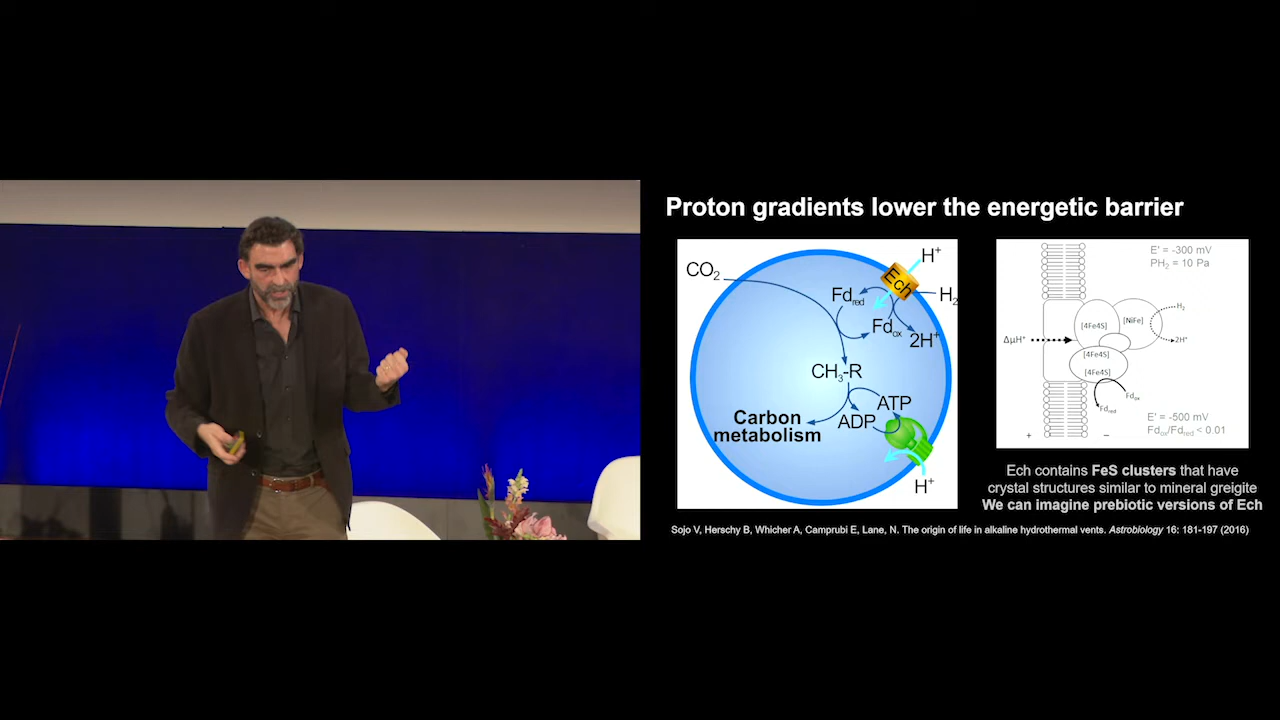 Proton gradients lower the energetic barrier
CO2
H+
Ech
Fdred
H2
Fdox
2H+
CH3-R
ATP
ADP
Carbon
metabolism
H+
E' = -300 mV
PH2 = 10 Pa
[4Fe4S]
[NiFe]
H2
2H+
ΔμH+
[4Fe4S]
[4Fe4S]
Fdox
Fdred
E' = -500 mV
Fdox/Fdred < 0.01
+
−
Ech contains FeS clusters that have
crystal structures similar to mineral greigite
We can imagine prebiotic versions of Ech
Sojo V, Herschy B, Whicher A, Camprubi E, Lane, N. The origin of life in alkaline hydrothermal vents. Astrobiology 16: 181-197 (2016)